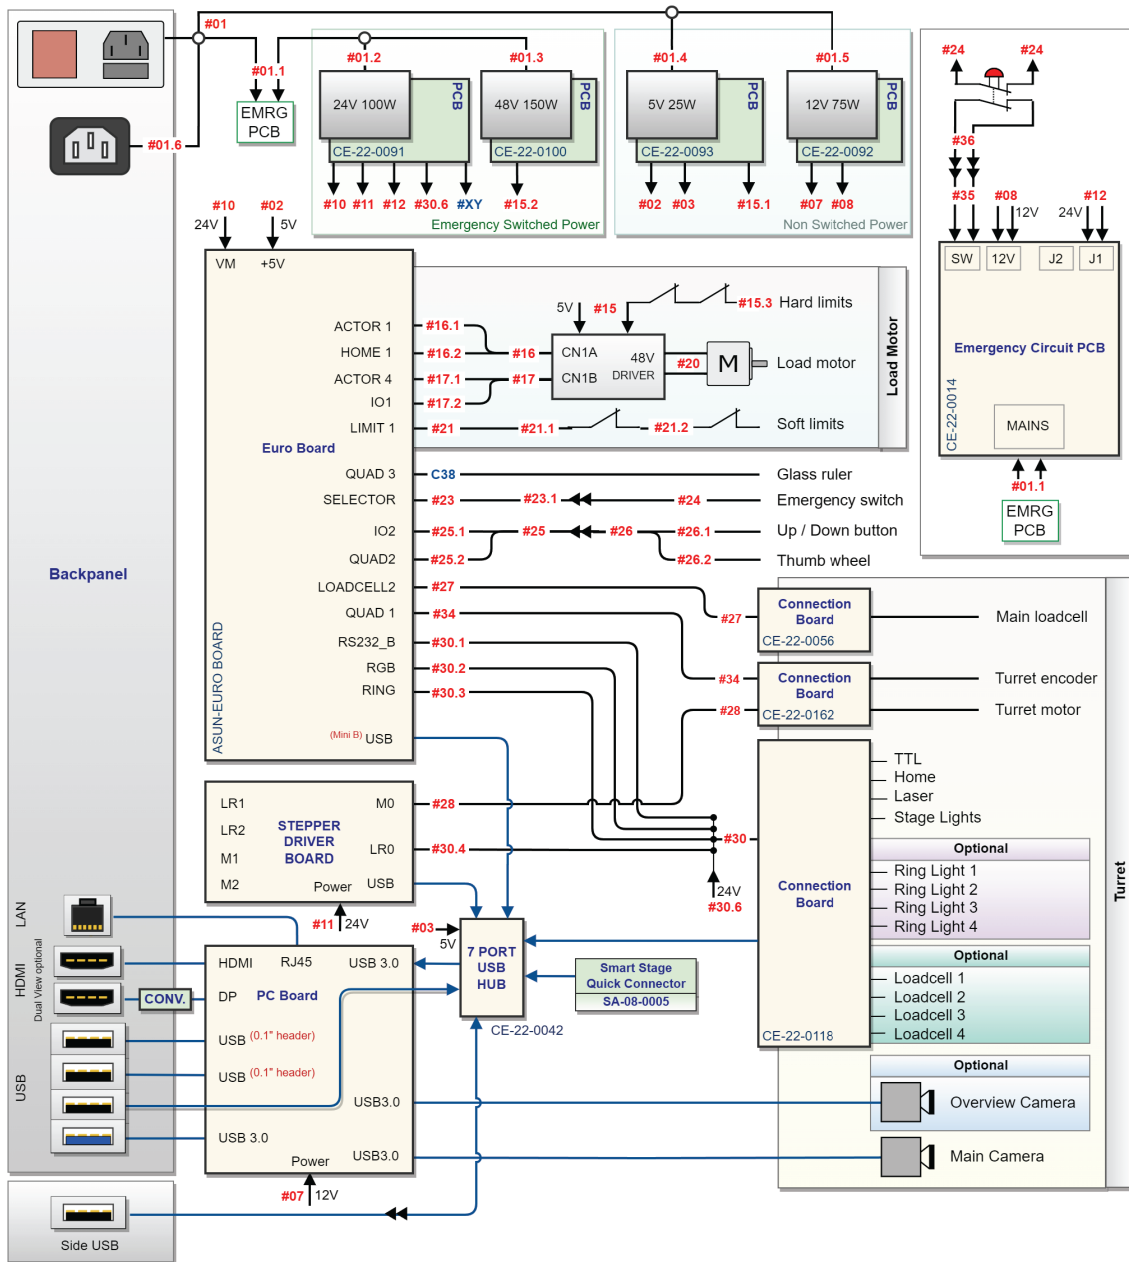 #01
#01.1
EMRG
PCB
#01.6
#01.2
24V 100W
PCB
CE-22-0091
#01.3
48V 150W
CE-22-0100
#10
#11
#12
#30.6
#XY
#15.2
Emergency Switched Power
#01.4
5V 25W
PCB
CE-22-0093
#01.5
12V 75W
PCB
CE-22-0092
#02
#03
#15.1
#07
#08
Non Switched Power
#24
#24
#36
#35
#08
12V
#12
24V
SW
12V
J2
J1
Emergency Circuit PCB
CE-22-0014
MAINS
#01.1
EMRG
PCB
Backpanel
#10
24V
#02
5V
VM
+5V
ACTOR 1
HOME 1
ACTOR 4
IO1
LIMIT 1
Euro Board
QUAD 3
SELECTOR
IO2
QUAD2
LOADCELL2
QUAD 1
RS232_B
RGB
RING
(Mini B) USB
ASUN-EURO BOARD
#16.1
#16.2
#16
#17.1
#17
#17.2
#21
#21.1
#21.2
5V
#15
#15.3
Hard limits
CN1A
CN1B
48V
DRIVER
#20
M
Load motor
Soft limits
Load Motor
C38
Glass ruler
#23
#23.1
#24
Emergency switch
#25.1
#25
#26
#26.1
Up / Down button
#25.2
#26.2
Thumb wheel
#27
#34
#30.1
#30.2
#30.3
#27
Connection
Board
CE-22-0056
Main loadcell
#34
#28
Connection
Board
CE-22-0162
Turret encoder
Turret motor
LR1
LR2
M1
M2
STEPPER
DRIVER
BOARD
M0
LR0
USB
Power
#28
#30.4
#11
24V
#30
24V
#30.6
Connection
Board
CE-22-0118
TTL
Home
Laser
Stage Lights
Optional
Ring Light 1
Ring Light 2
Ring Light 3
Ring Light 4
Optional
Loadcell 1
Loadcell 2
Loadcell 3
Loadcell 4
Optional
Overview Camera
Main Camera
Turret
#03
5V
7 PORT
USB
HUB
CE-22-0042
Smart Stage
Quick Connector
SA-08-0005
LAN
HDMI
Dual View optional
USB
CONV.
HDMI
RJ45
USB 3.0
DP
PC Board
USB (0.1" header)
USB (0.1" header)
USB3.0
USB 3.0
USB3.0
Power
#07
12V
Side USB